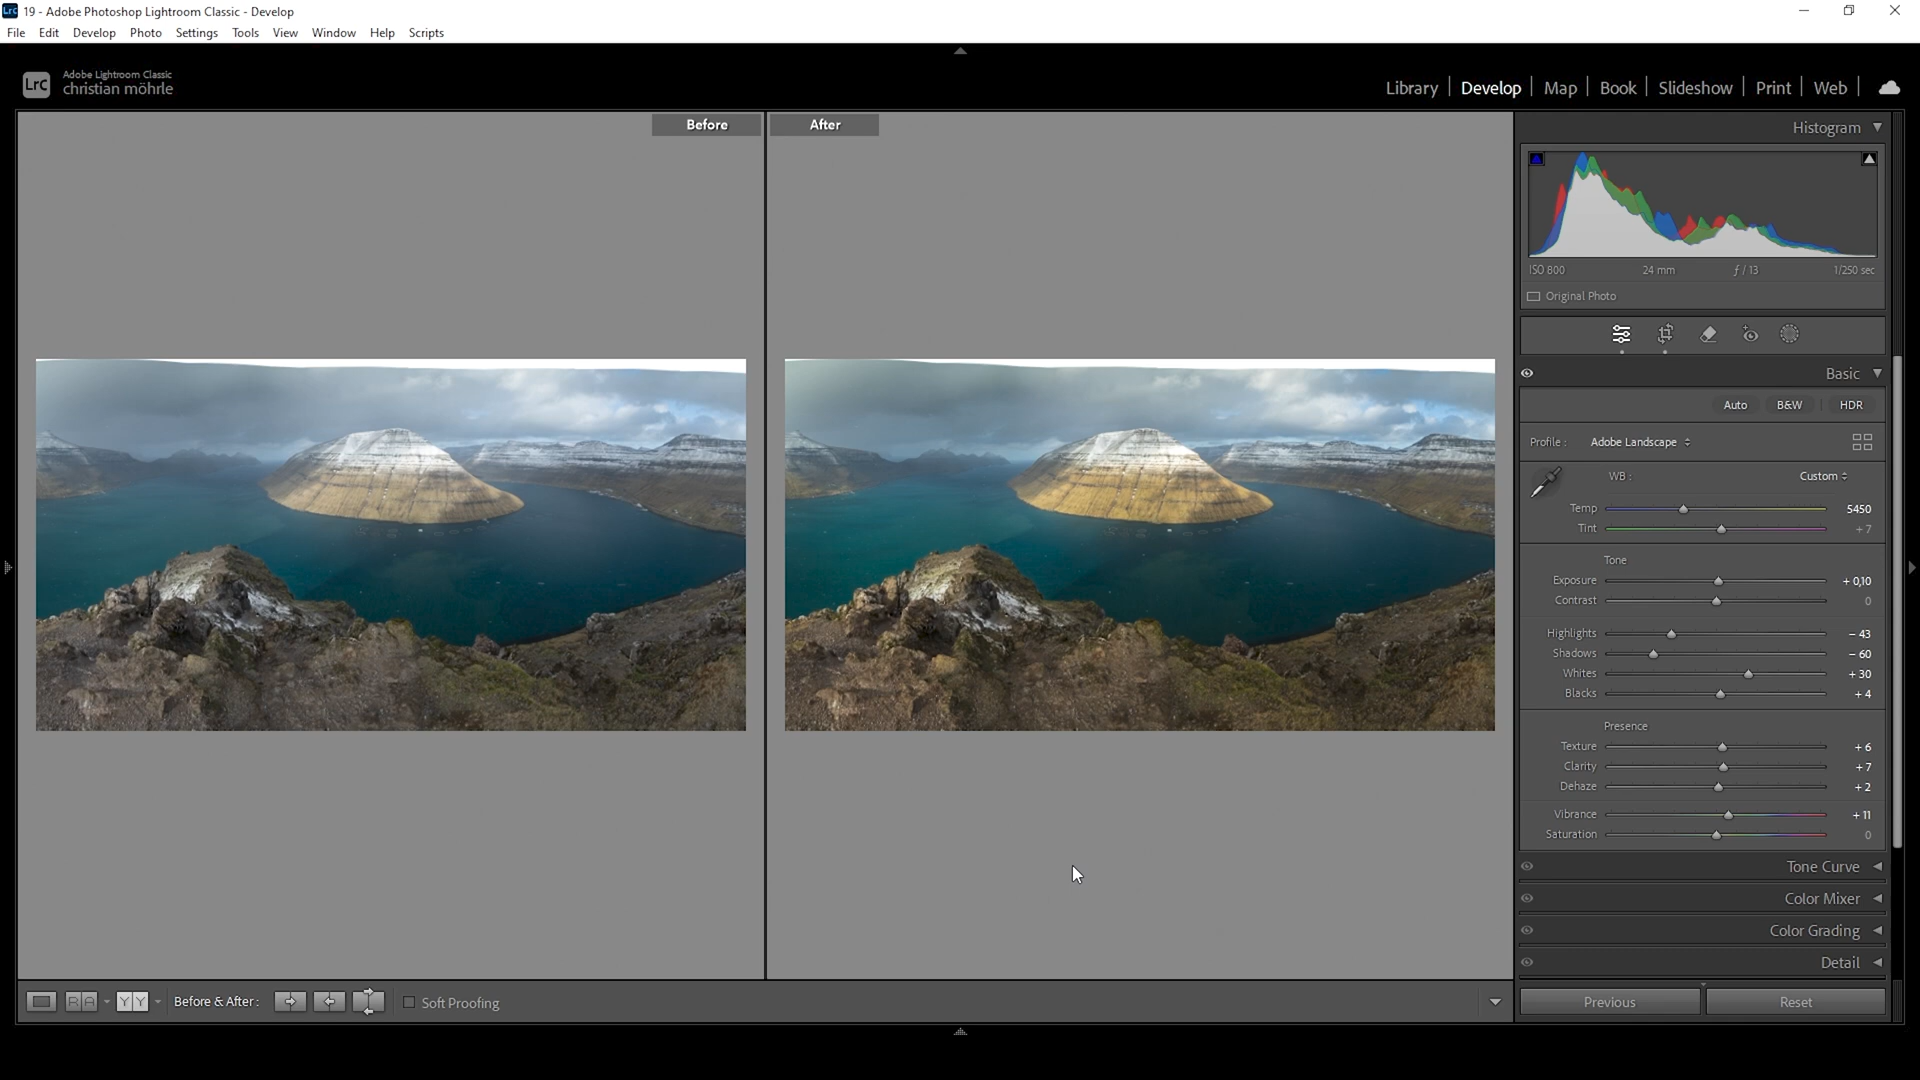 Lrc 19 - Adobe Photoshop Lightroom Classic - Develop
File Edit Develop Photo Settings Tools View Window Help Scripts
LrC Adobe Lightroom Classic
christian möhrle
Library Develop Map Book Slideshow Print Web
Before After
Histogram
ISO 800 24 mm ƒ / 13 1/250 sec
Original Photo
Basic
Auto B&W HDR
Profile : Adobe Landscape
WB : Custom
Temp 5450
Tint + 7
Tone
Exposure + 0,10
Contrast 0
Highlights – 43
Shadows – 60
Whites + 30
Blacks + 4
Presence
Texture + 6
Clarity + 7
Dehaze + 2
Vibrance + 11
Saturation 0
Tone Curve
Color Mixer
Color Grading
Detail
R A Y Y Before & After : Soft Proofing
Previous Reset